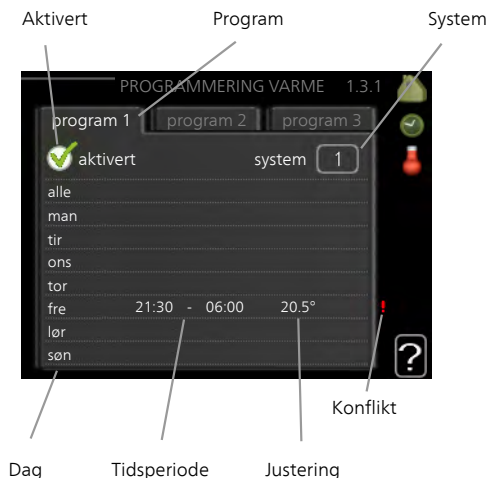 Aktivert Program System
PROGRAMMERING VARME 1.3.1
program 1 program 2 program 3
aktivert system 1
alle
man
tir
ons
tor
fre 21:30 - 06:00 20.5° !
lør
søn
?
Konflikt
Dag Tidsperiode Justering